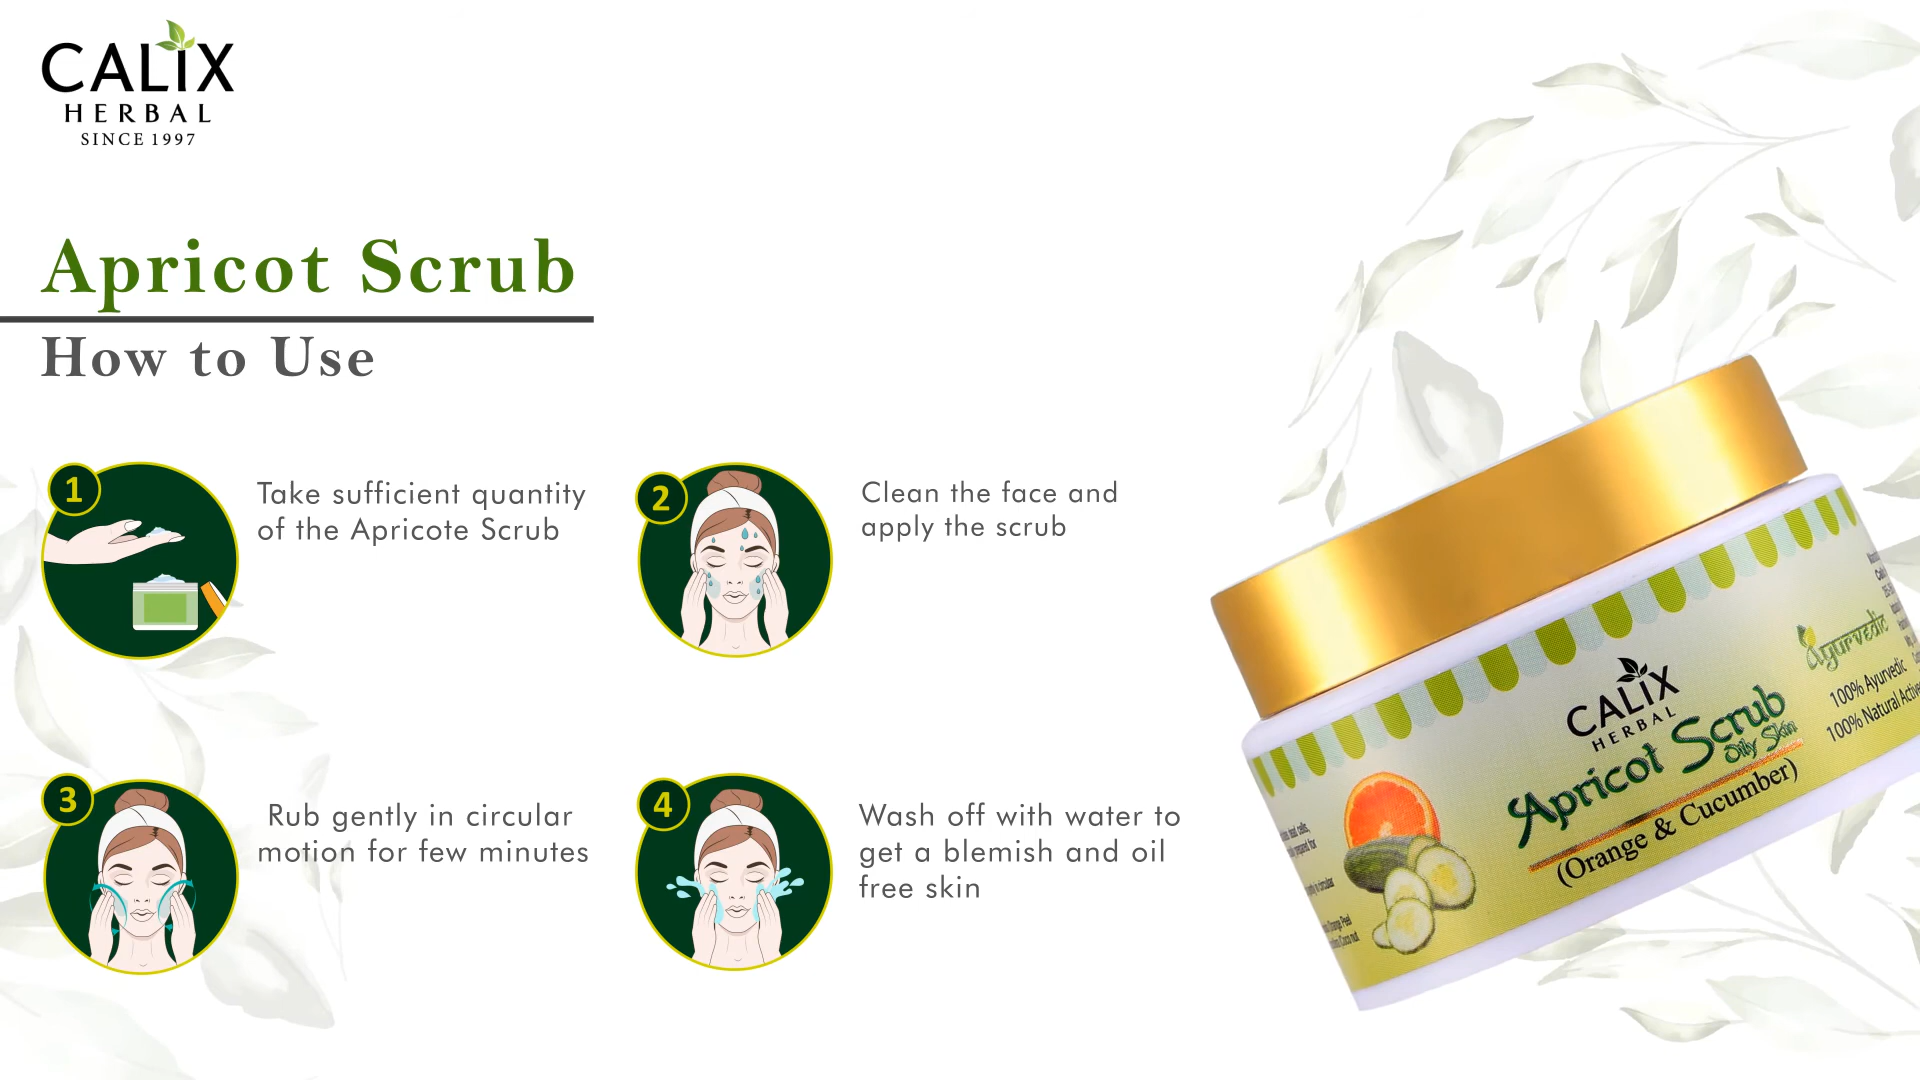 CALIX
HERBAL
SINCE 1997
Apricot Scrub
How to Use
1
Take sufficient quantity
of the Apricote Scrub
2
Clean the face and
apply the scrub
3
Rub gently in circular
motion for few minutes
4
Wash off with water to
get a blemish and oil
free skin
CALIX
HERBAL
Apricot Scrub
Oily Skin
(Orange & Cucumber)
Ayurvedic
100% Ayurvedic
100% Natural